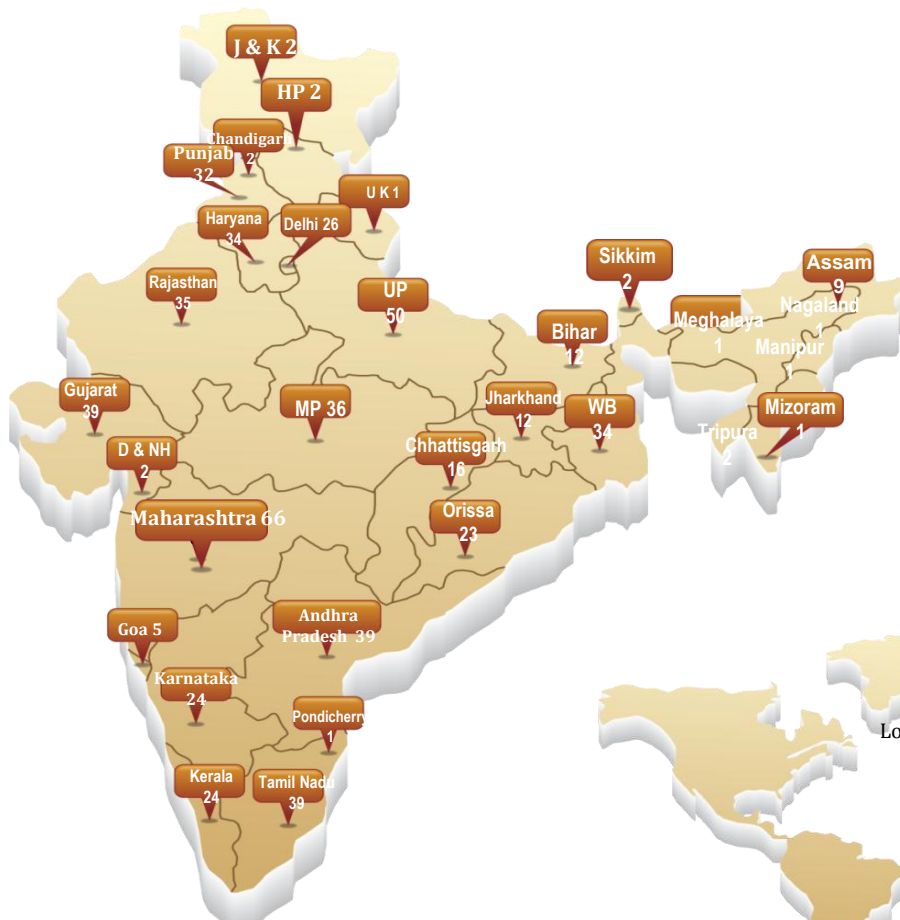 J & K 2
HP 2
Chandigarh
2
Punjab
32
U K 1
Haryana
34
Delhi 26
Sikkim
2
Assam
9
Rajasthan
35
UP
50
Nagaland
1
Meghalaya
1
Bihar
12
Manipur
1
Gujarat
39
MP 36
Jharkhand
12
WB
34
Mizoram
1
Tripura
2
D & NH
2
Chhattisgarh
16
Maharashtra 66
Orissa
23
Andhra
Pradesh 39
Goa 5
Karnataka
24
Pondicherry
1
Lo
Kerala
24
Tamil Nadu
39